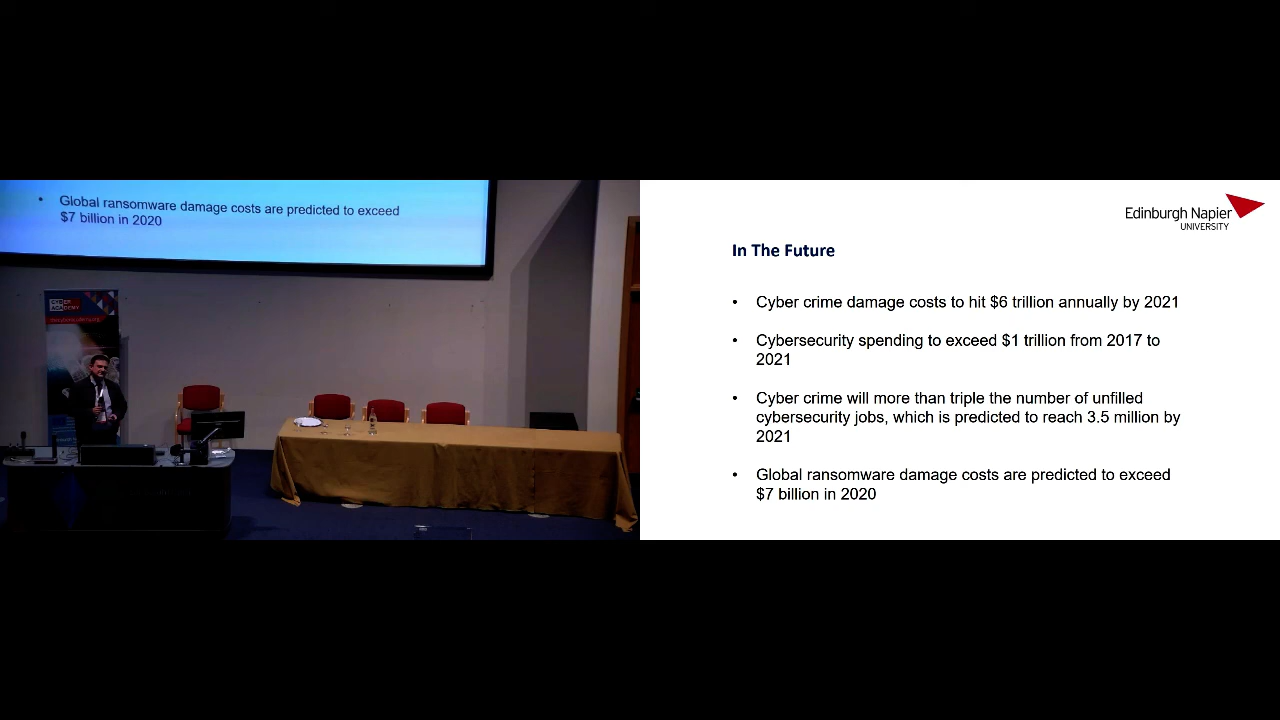 Global ransomware damage costs are predicted to exceed
$7 billion in 2020
Edinburgh Napier
UNIVERSITY
In The Future
Cyber crime damage costs to hit $6 trillion annually by 2021
Cybersecurity spending to exceed $1 trillion from 2017 to
2021
Cyber crime will more than triple the number of unfilled
cybersecurity jobs, which is predicted to reach 3.5 million by
2021
Global ransomware damage costs are predicted to exceed
$7 billion in 2020